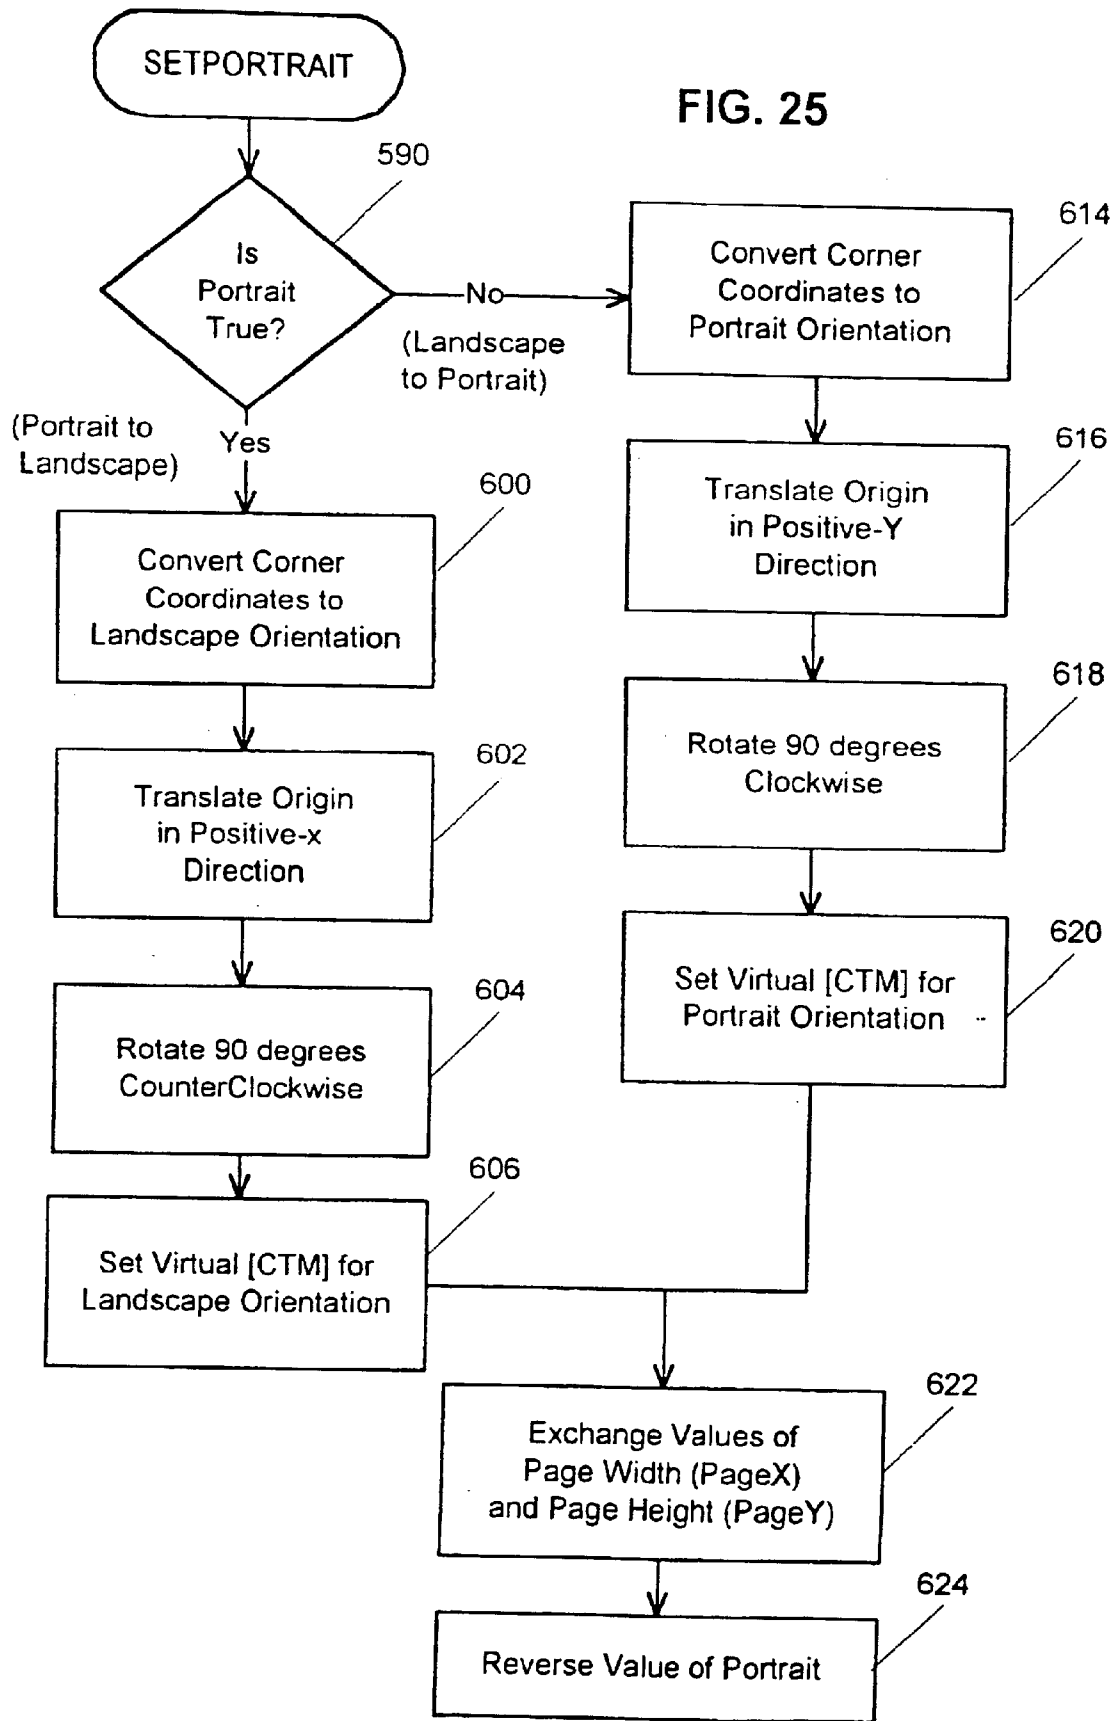 SETPORTRAIT
FIG. 25
590
Is
Portrait
True?
No
(Landscape
to Portrait)
(Portrait to
Landscape)
Yes
600
Convert Corner
Coordinates to
Landscape Orientation
602
Translate Origin
in Positive-x
Direction
604
Rotate 90 degrees
CounterClockwise
606
Set Virtual [CTM] for
Landscape Orientation
614
Convert Corner
Coordinates to
Portrait Orientation
616
Translate Origin
in Positive-Y
Direction
618
Rotate 90 degrees
Clockwise
620
Set Virtual [CTM] for
Portrait Orientation
622
Exchange Values of
Page Width (PageX)
and Page Height (PageY)
624
Reverse Value of Portrait